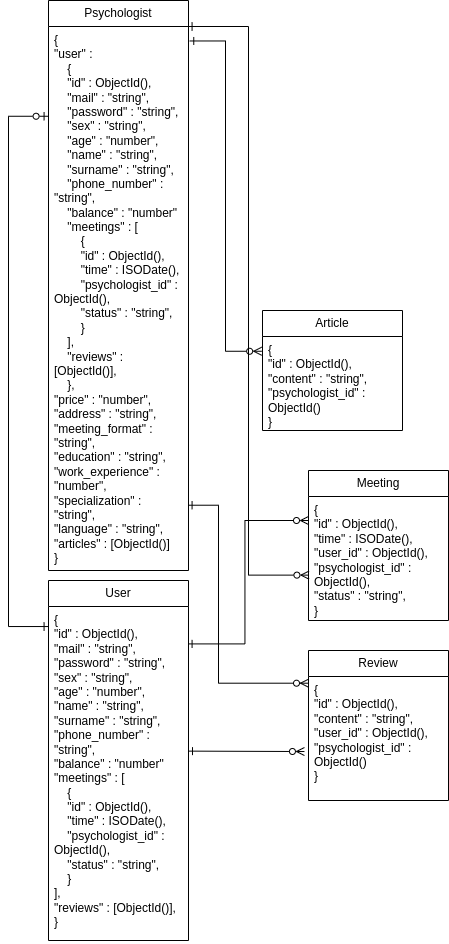 Psychologist
{
"user" :
{
"id" : ObjectId(),
"mail" : "string",
"password" : "string",
"sex" : "string",
"age" : "number",
"name" : "string",
"surname" : "string",
"phone_number" :
"string",
"balance" : "number"
"meetings" : [
{
"id" : ObjectId(),
"time" : ISODate(),
"psychologist_id" :
ObjectId(),
"status" : "string",
}
],
"reviews" :
[ObjectId()],
},
"price" : "number",
"address" : "string",
"meeting_format" :
"string",
"education" : "string",
"work_experience" :
"number",
"specialization" :
"string",
"language" : "string",
"articles" : [ObjectId()]
}
Article
{
"id" : ObjectId(),
"content" : "string",
"psychologist_id" :
ObjectId()
}
Meeting
{
"id" : ObjectId(),
"time" : ISODate(),
"user_id" : ObjectId(),
"psychologist_id" :
ObjectId(),
"status" : "string",
}
User
{
"id" : ObjectId(),
"mail" : "string",
"password" : "string",
"sex" : "string",
"age" : "number",
"name" : "string",
"surname" : "string",
"phone_number" :
"string",
"balance" : "number"
"meetings" : [
{
"id" : ObjectId(),
"time" : ISODate(),
"psychologist_id" :
ObjectId(),
"status" : "string",
}
],
"reviews" : [ObjectId()],
}
Review
{
"id" : ObjectId(),
"content" : "string",
"user_id" : ObjectId(),
"psychologist_id" :
ObjectId()
}